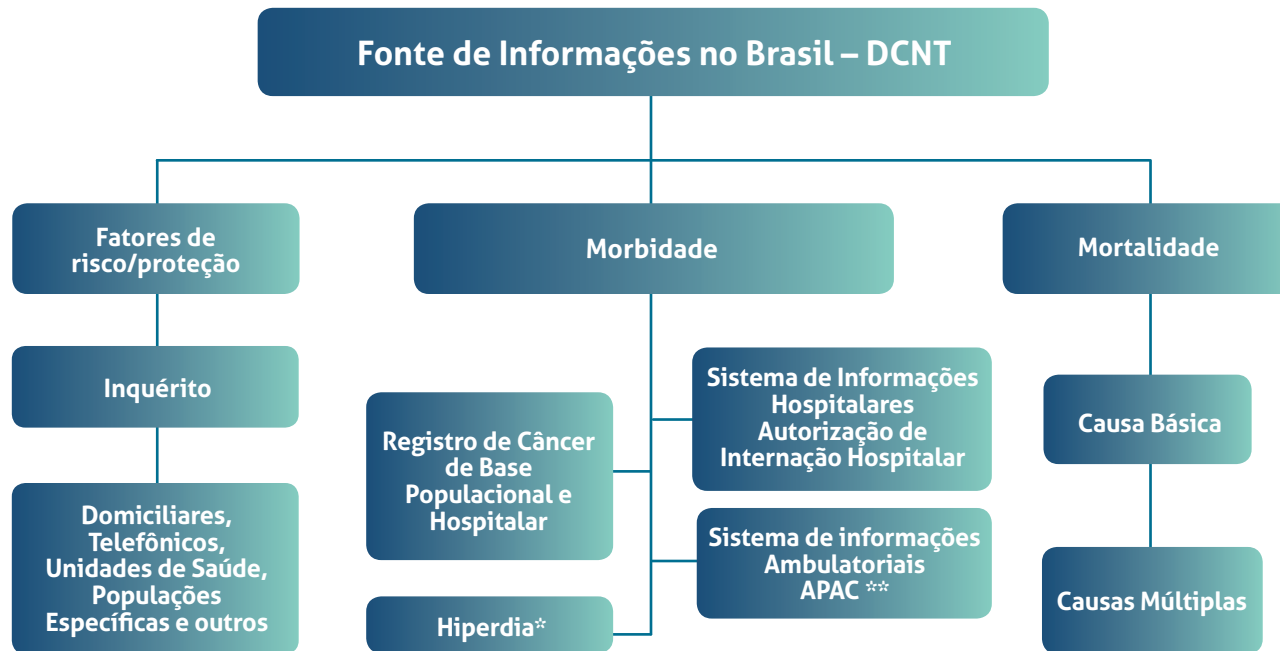 Fonte de Informações no Brasil – DCNT
Fatores de
risco/proteção
Inquérito
Domiciliares,
Telefônicos,
Unidades de Saúde,
Populações
Específicas e outros
Morbidade
Registro de Câncer
de Base
Populacional e
Hospitalar
Hiperdia*
Sistema de Informações
Hospitalares
Autorização de
Internação Hospitalar
Sistema de informações
Ambulatoriais
APAC **
Mortalidade
Causa Básica
Causas Múltiplas